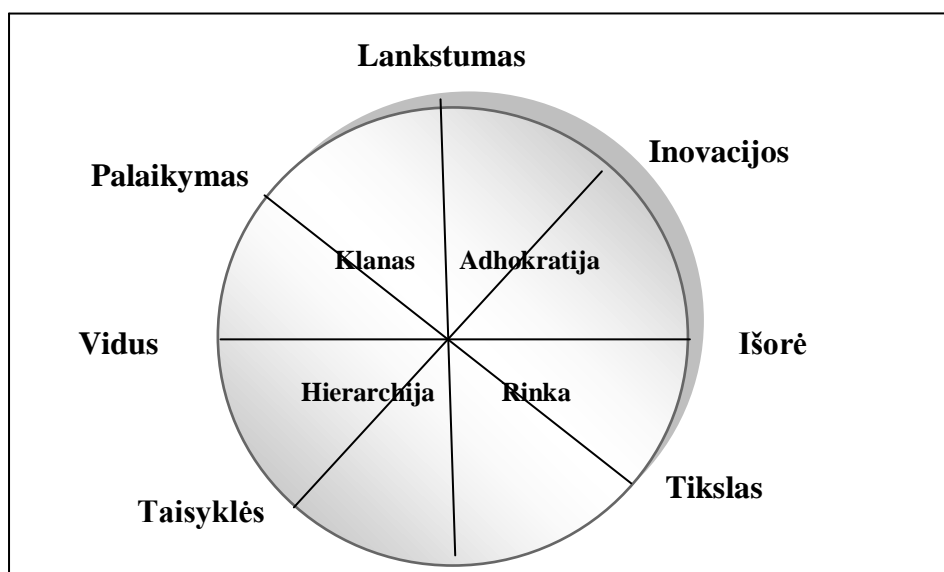 Lankstumas
Inovacijos
Palaikymas
Klanas
Adhokratija
Vidus
Išorė
Hierarchija
Rinka
Tikslas
Taisyklės